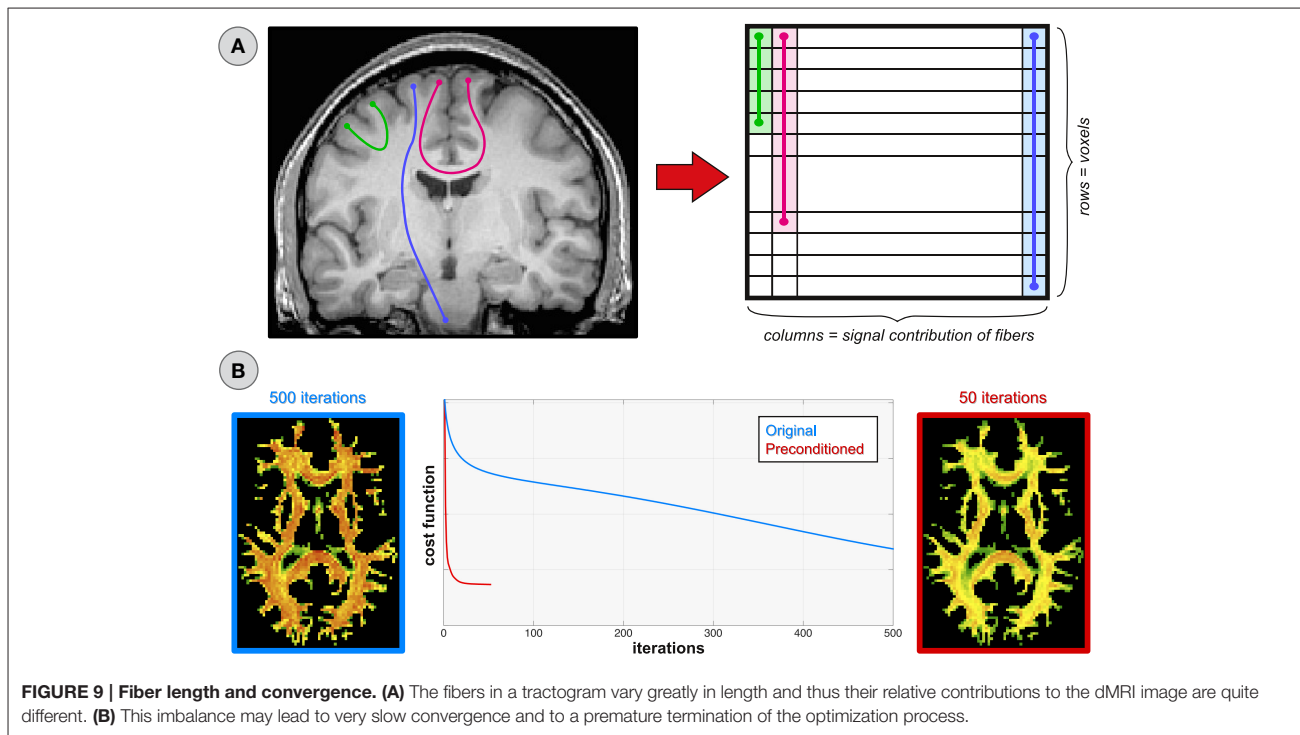 A
rows = voxels
columns = signal contribution of fibers
B
500 iterations
50 iterations
Original
Preconditioned
cost function
0 100 200 300 400 500
iterations
FIGURE 9 | Fiber length and convergence. (A) The fibers in a tractogram vary greatly in length and thus their relative contributions to the dMRI image are quite
different. (B) This imbalance may lead to very slow convergence and to a premature termination of the optimization process.